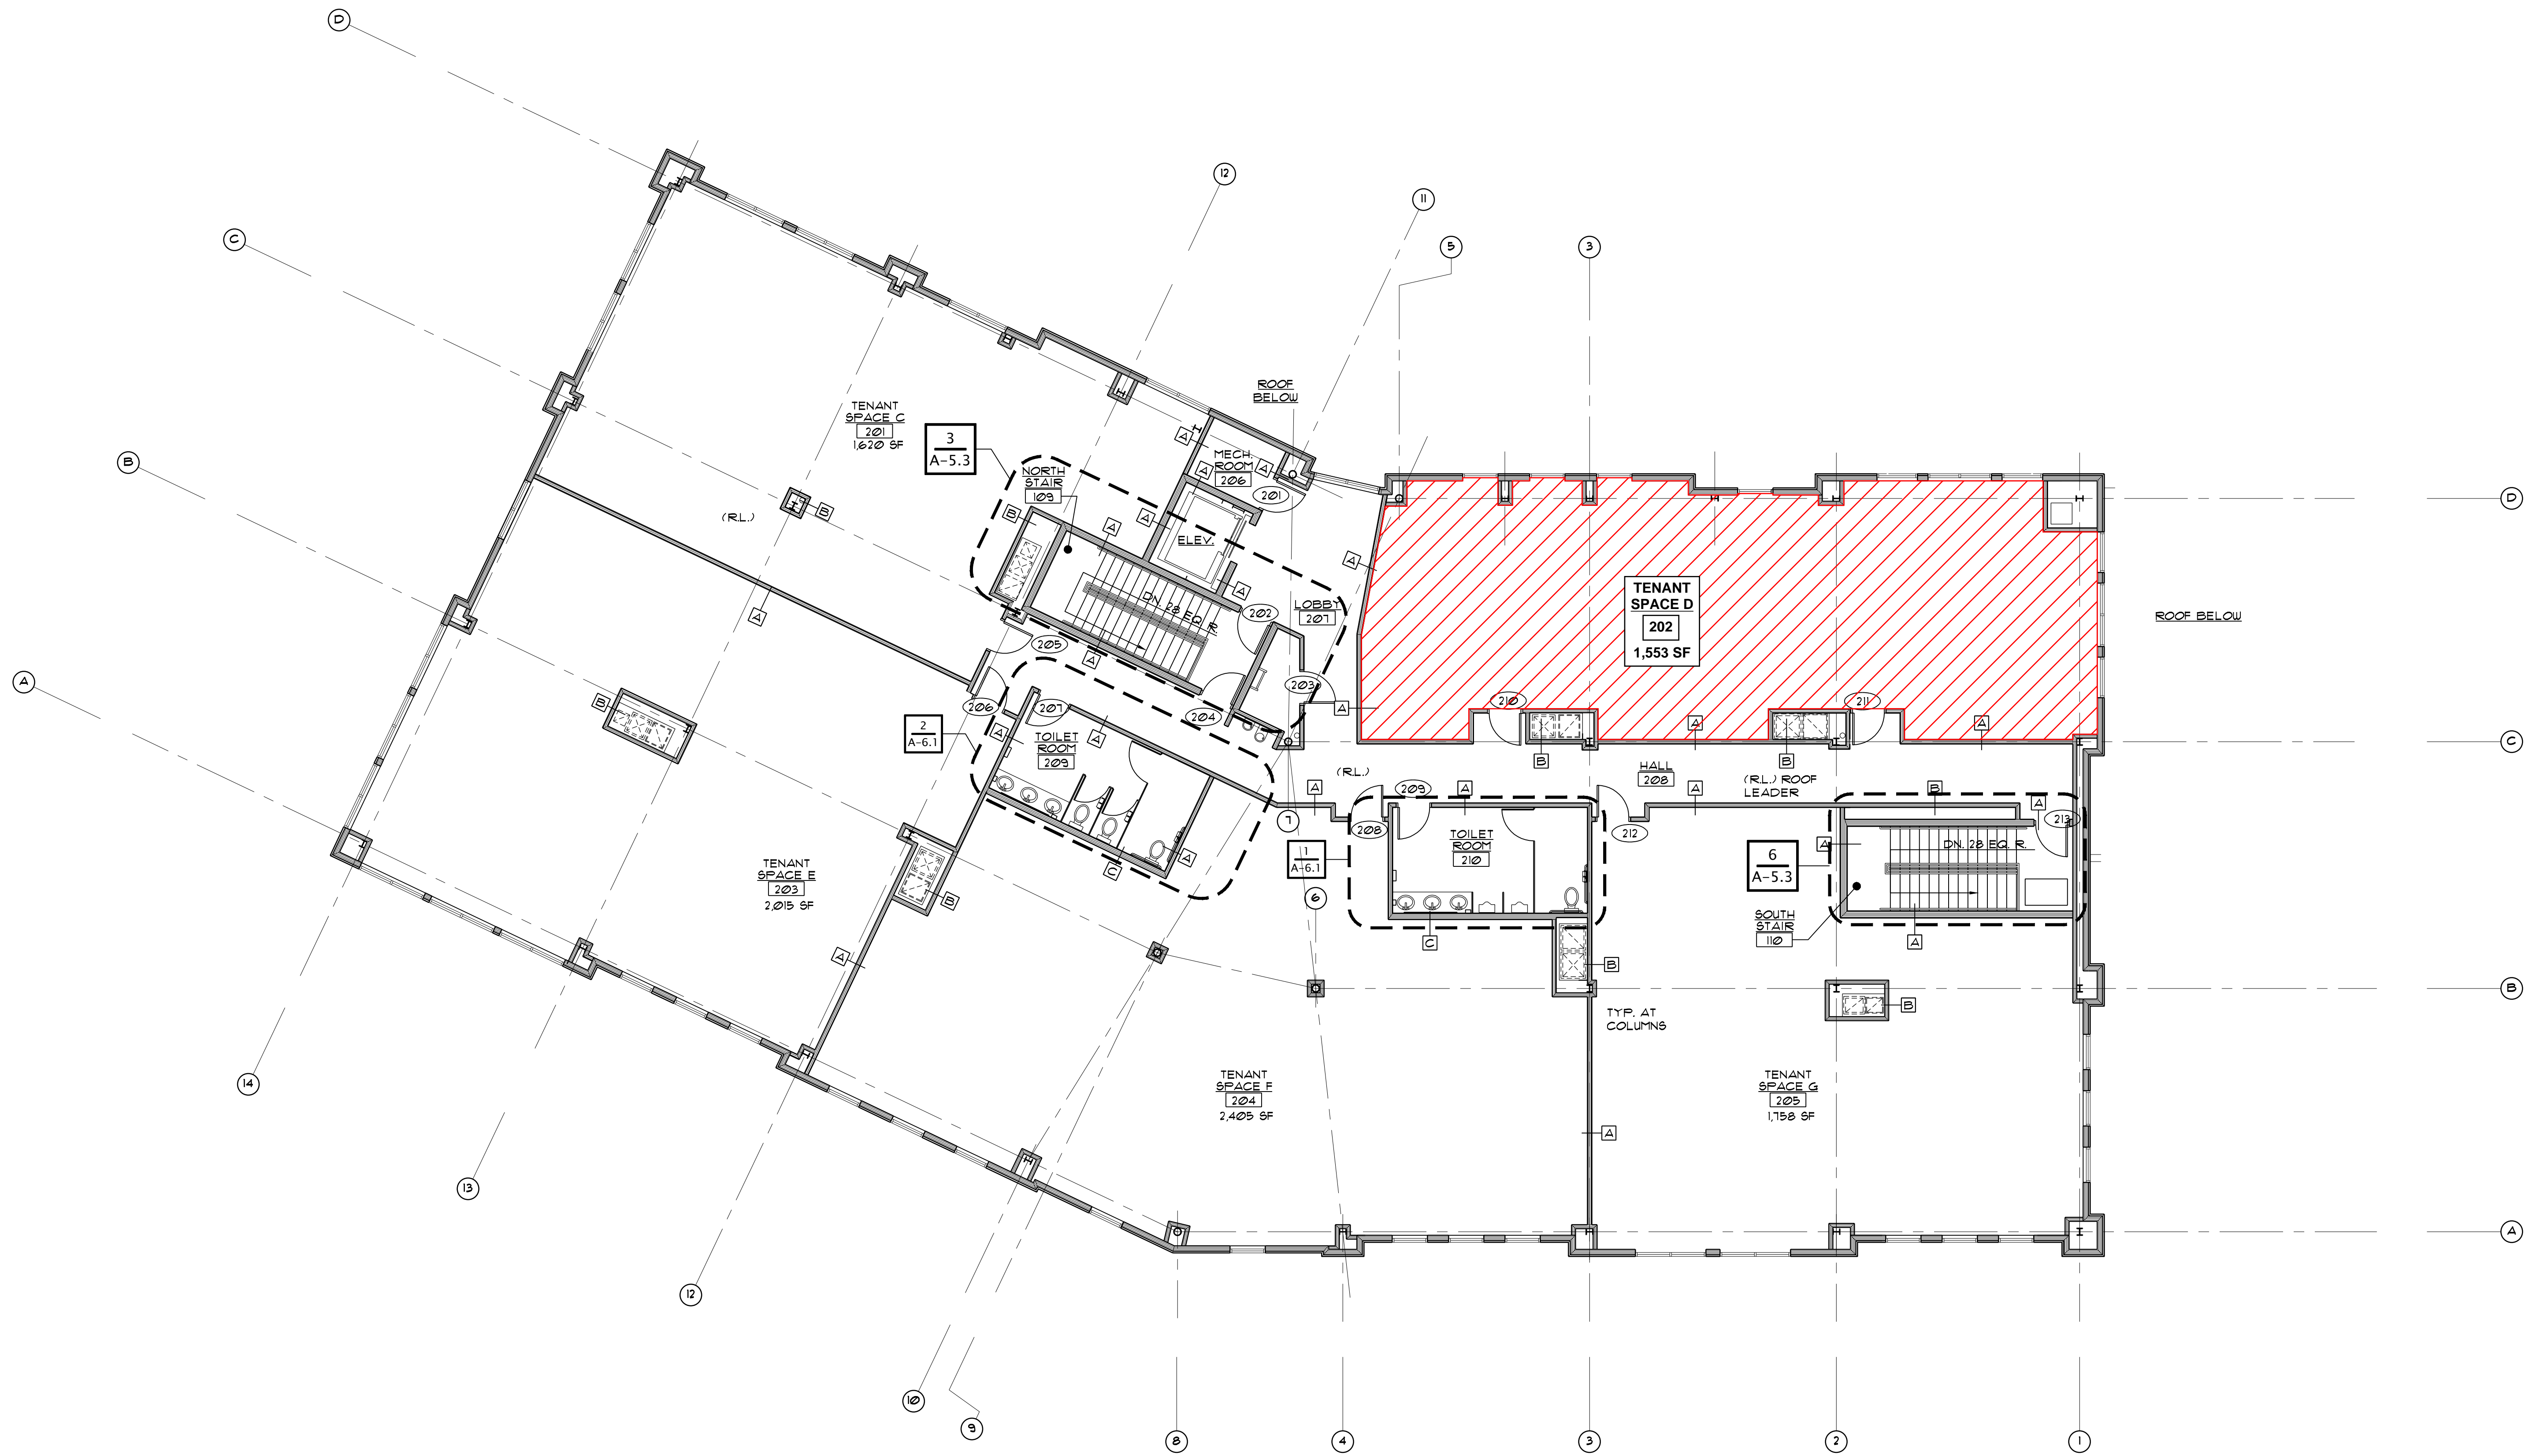 D
12
11
C
5
3
TENANT
SPACE C
201
1,620 SF
ROOF
BELOW
3
A-5.3
NORTH
STAIR
109
MECH.
ROOM
206
A
A
A
201
B
D
D
B
(R.L.)
B
A
A
ELEV.
A
A
DN. 28 EQ. R.
202
LOBBY
207
TENANT
SPACE D
202
1,553 SF
ROOF BELOW
A
205
A
A
203
A
B
206
207
204
210
211
2
A-6.1
A
A
TOILET
ROOM
209
A
A
C
B
B
(R.L.)
HALL
208
(R.L.) ROOF
LEADER
A
209
A
A
B
A
7
208
212
213
TENANT
SPACE E
203
2,015 SF
A
C
B
1
A-6.1
TOILET
ROOM
210
6
A-5.3
A
DN. 28 EQ. R.
6
SOUTH
STAIR
110
A
C
A
B
B
B
TYP. AT
COLUMNS
TENANT
SPACE F
204
2,405 SF
TENANT
SPACE G
205
1,758 SF
14
A
13
A
12
10
9
8
4
3
2
1